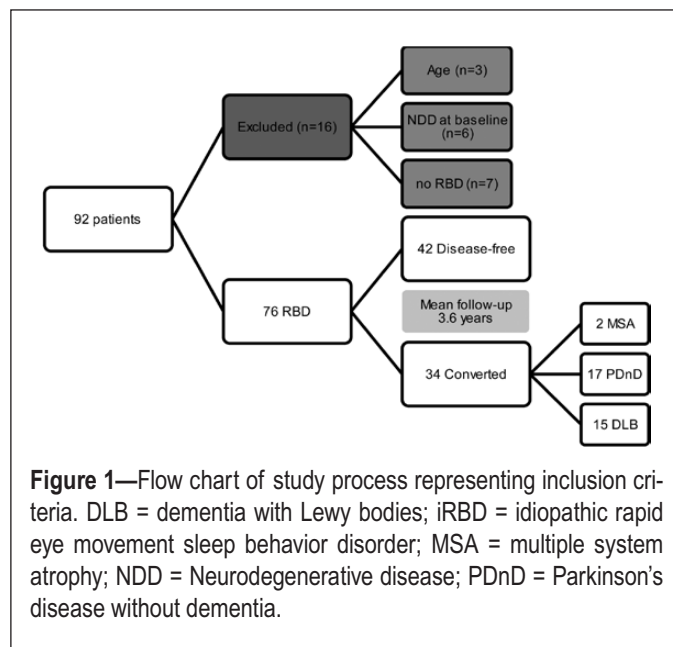 Age (n=3)
Excluded (n=16)
NDD at baseline
(n=6)
no RBD (n=7)
92 patients
42 Disease-free
76 RBD
Mean follow-up
3.6 years
2 MSA
34 Converted
17 PDnD
15 DLB
Figure 1—Flow chart of study process representing inclusion cri-
teria. DLB = dementia with Lewy bodies; iRBD = idiopathic rapid
eye movement sleep behavior disorder; MSA = multiple system
atrophy; NDD = Neurodegenerative disease; PDnD = Parkinson's
disease without dementia.